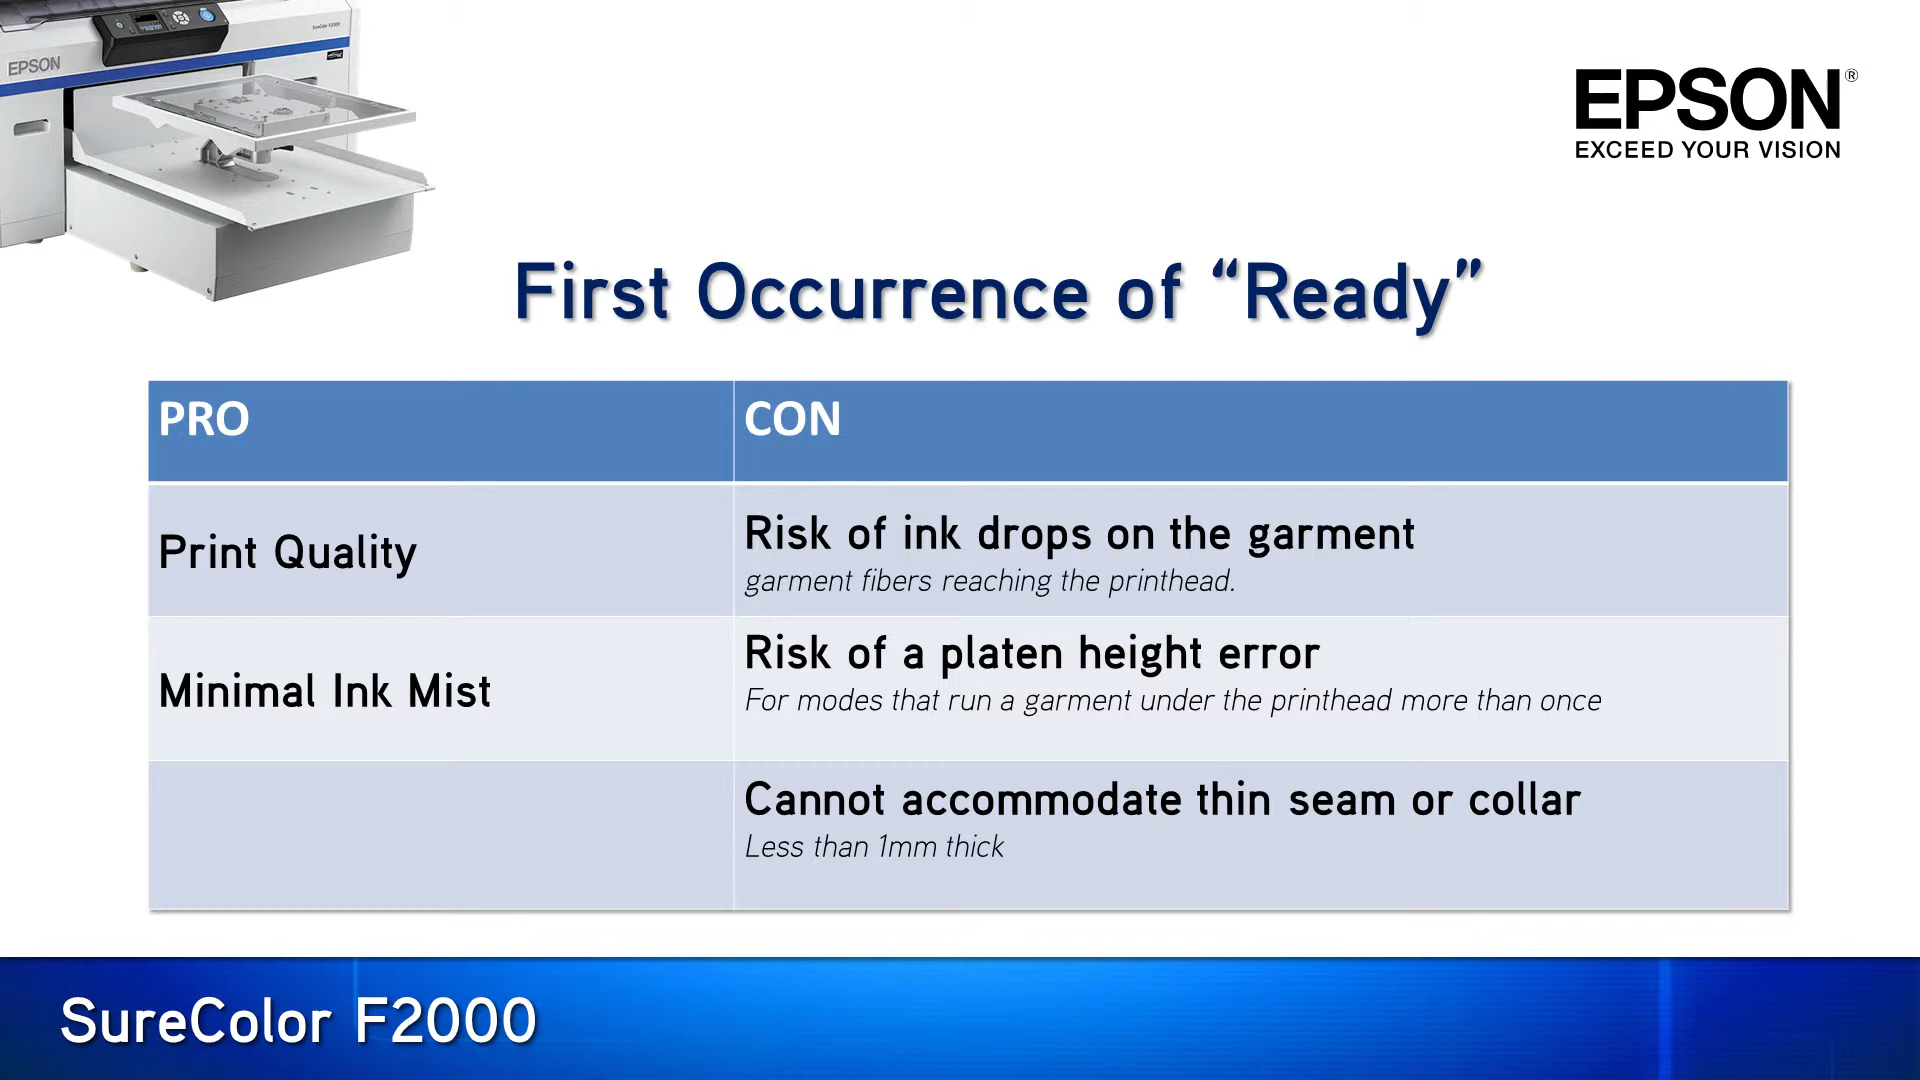 SureColor F2000
EPSON
EPSON®
EXCEED YOUR VISION
First Occurrence of “Ready”
PRO
CON
Print Quality
Risk of ink drops on the garment
garment fibers reaching the printhead.
Minimal Ink Mist
Risk of a platen height error
For modes that run a garment under the printhead more than once
Cannot accommodate thin seam or collar
Less than 1mm thick
SureColor F2000